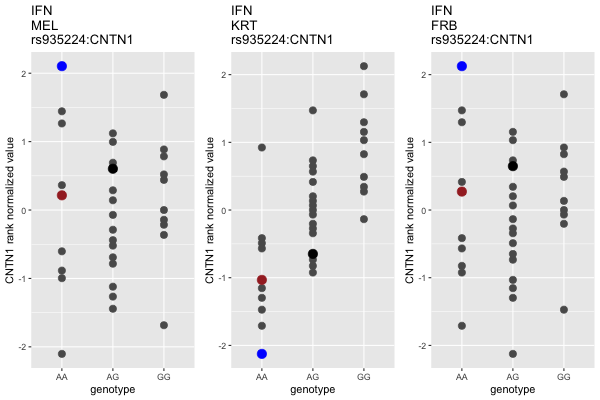 IFN
MEL
rs935224:CNTN1
CNTN1 rank normalized value
2
1
0
-1
-2
AA AG GG
genotype
IFN
KRT
rs935224:CNTN1
CNTN1 rank normalized value
2
1
0
-1
-2
AA AG GG
genotype
IFN
FRB
rs935224:CNTN1
CNTN1 rank normalized value
2
1
0
-1
-2
AA AG GG
genotype